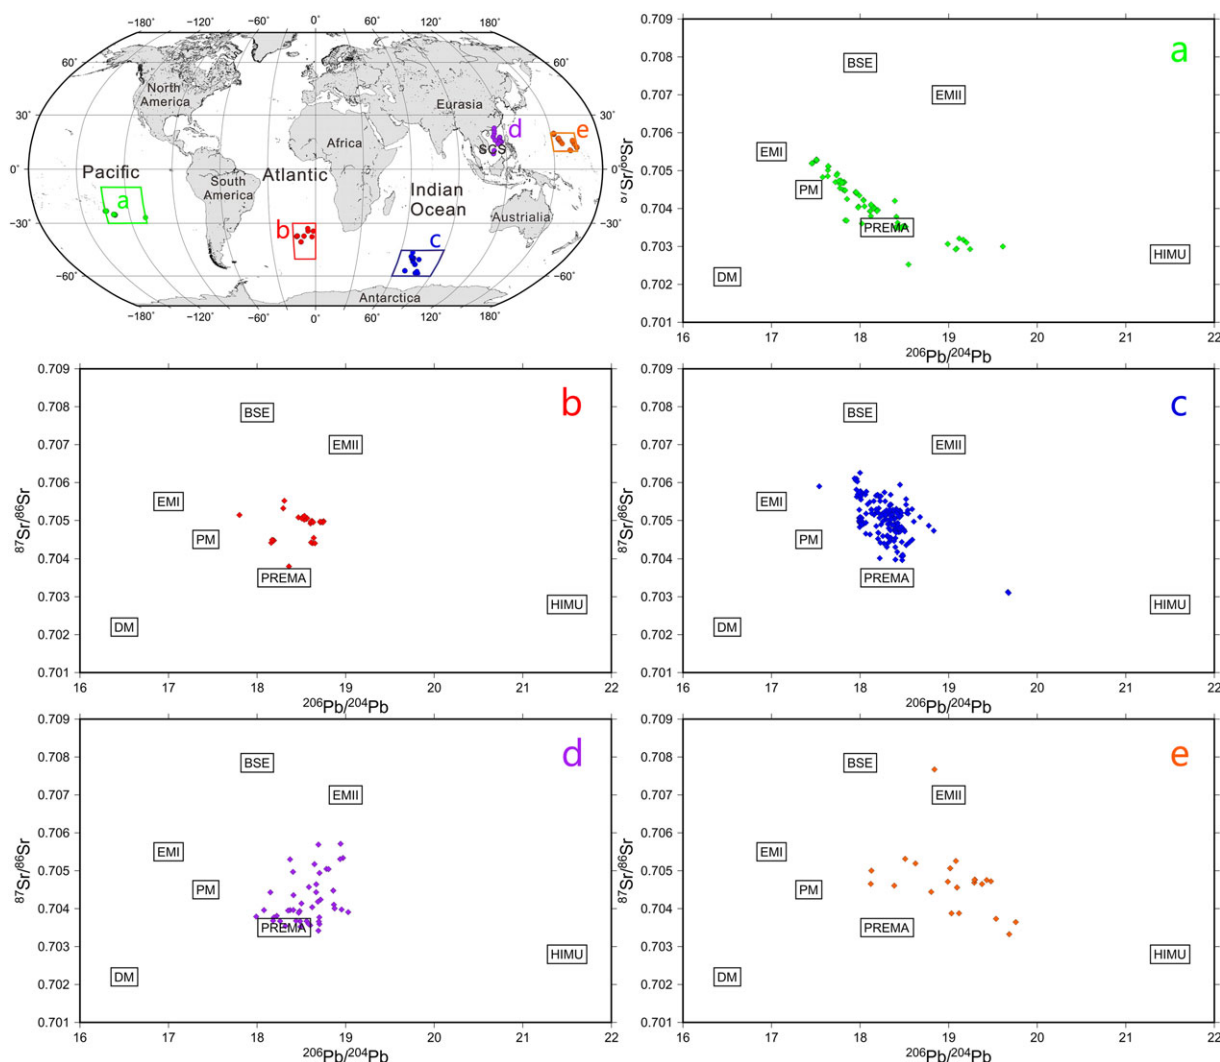 −180° 0° 180°
−120° −60° 60° 120°
60° 60°
North America
Eurasia
30° 30°
d
e
SCS
Africa
0° 0°
Pacific
Atlantic
South America
Indian Ocean
a
Austrialia
−30° −30°
b
c
−60° −60°
Antarctica
−180° −120° −60° 0° 60° 120° 180°
a
0.709
0.708
0.707
0.706
0.705
0.704
0.703
0.702
0.701
BSE
EMII
EMI
PM
PREMA
HIMU
DM
16 17 18 19 20 21 22
206Pb/204Pb
b
87Sr/86Sr
0.709
0.708
0.707
0.706
0.705
0.704
0.703
0.702
0.701
BSE
EMII
EMI
PM
PREMA
HIMU
DM
16 17 18 19 20 21 22
206Pb/204Pb
c
87Sr/86Sr
0.709
0.708
0.707
0.706
0.705
0.704
0.703
0.702
0.701
BSE
EMII
EMI
PM
PREMA
HIMU
DM
16 17 18 19 20 21 22
206Pb/204Pb
d
87Sr/86Sr
0.709
0.708
0.707
0.706
0.705
0.704
0.703
0.702
0.701
BSE
EMII
EMI
PM
PREMA
HIMU
DM
16 17 18 19 20 21 22
206Pb/204Pb
e
87Sr/86Sr
0.709
0.708
0.707
0.706
0.705
0.704
0.703
0.702
0.701
BSE
EMII
EMI
PM
PREMA
HIMU
DM
16 17 18 19 20 21 22
206Pb/204Pb